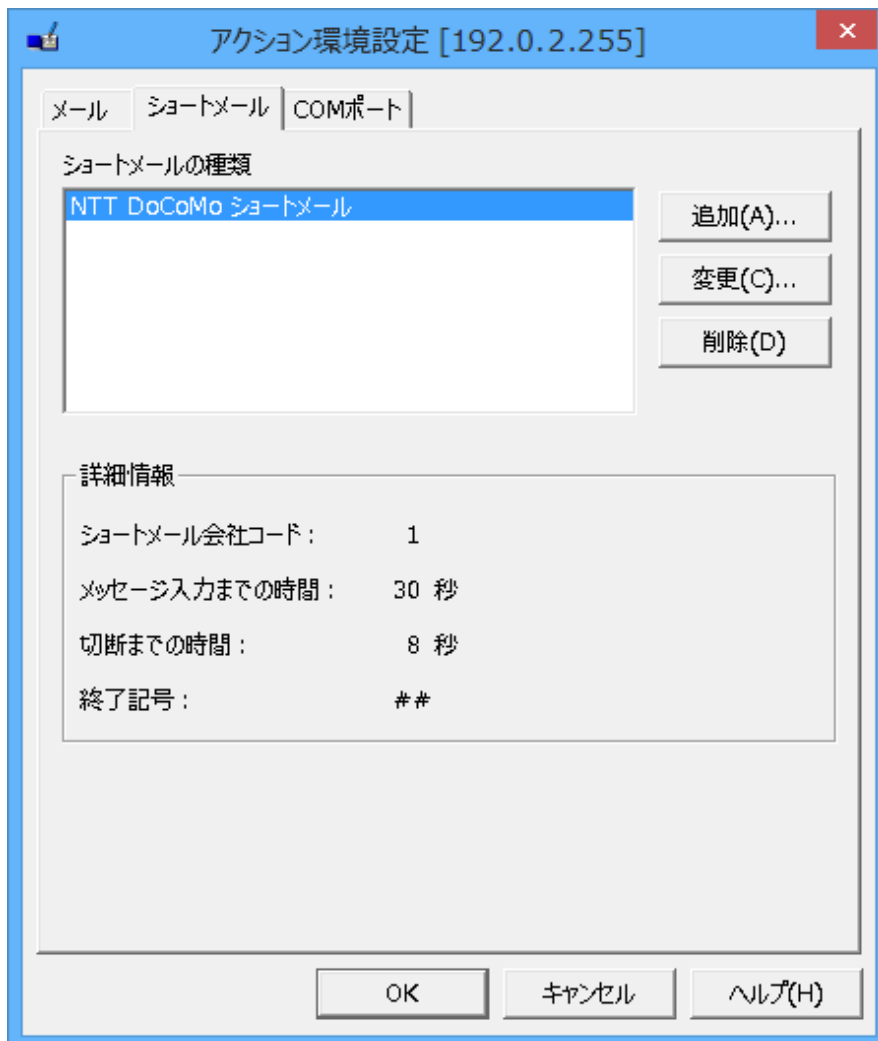 アクション環境設定 [192.0.2.255]
メール ショートメール COMポート
ショートメールの種類
NTT DoCoMo ショートメール
追加(A)...
変更(C)...
削除(D)
詳細情報
ショートメール会社コード: 1
メッセージ入力までの時間: 30 秒
切断までの時間: 8 秒
終了記号: ##
OK キャンセル ヘルプ(H)